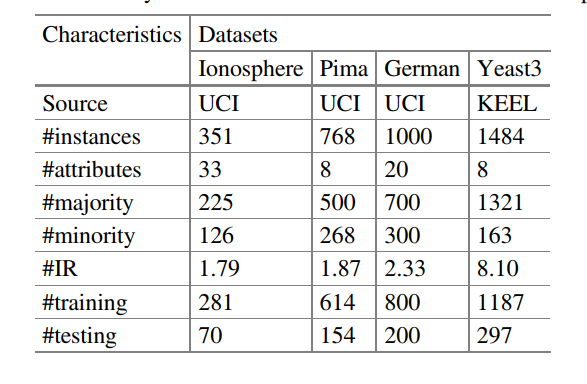 Characteristics Datasets
Ionosphere Pima German Yeast3
Source UCI UCI UCI KEEL
#instances 351 768 1000 1484
#attributes 33 8 20 8
#majority 225 500 700 1321
#minority 126 268 300 163
#IR 1.79 1.87 2.33 8.10
#training 281 614 800 1187
#testing 70 154 200 297